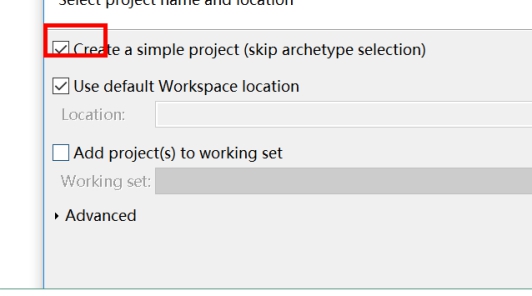 Select project name and location
Create a simple project (skip archetype selection)
Use default Workspace location
Location:
Add project(s) to working set
Working set:
Advanced